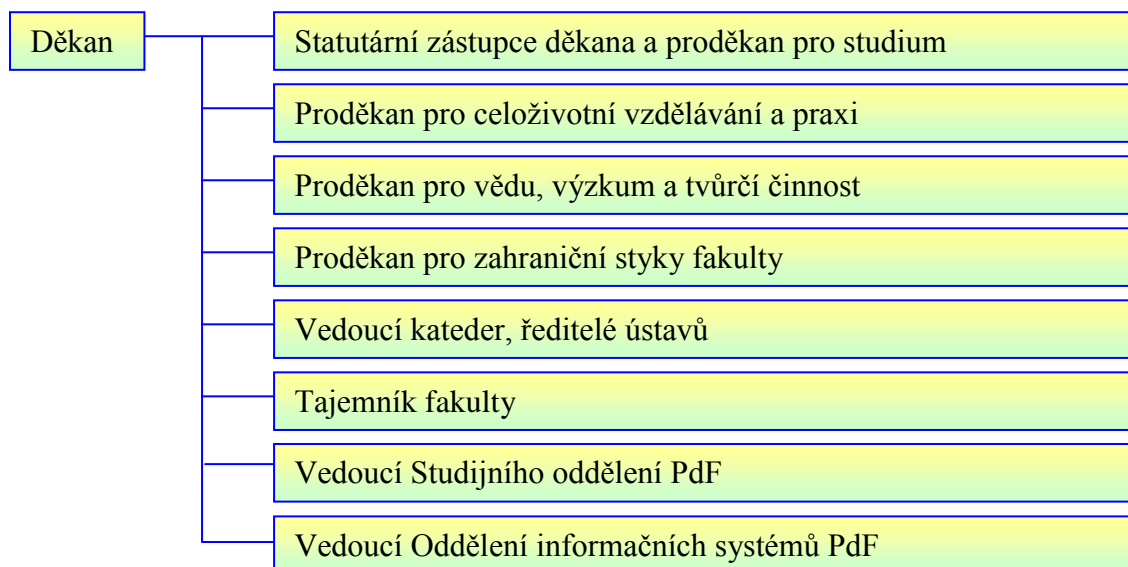 Děkan
Statutární zástupce děkana a proděkan pro studium
Proděkan pro celoživotní vzdělávání a praxi
Proděkan pro vědu, výzkum a tvůrčí činnost
Proděkan pro zahraniční styky fakulty
Vedoucí kateder, ředitelé ústavů
Tajemník fakulty
Vedoucí Studijního oddělení PdF
Vedoucí Oddělení informačních systémů PdF